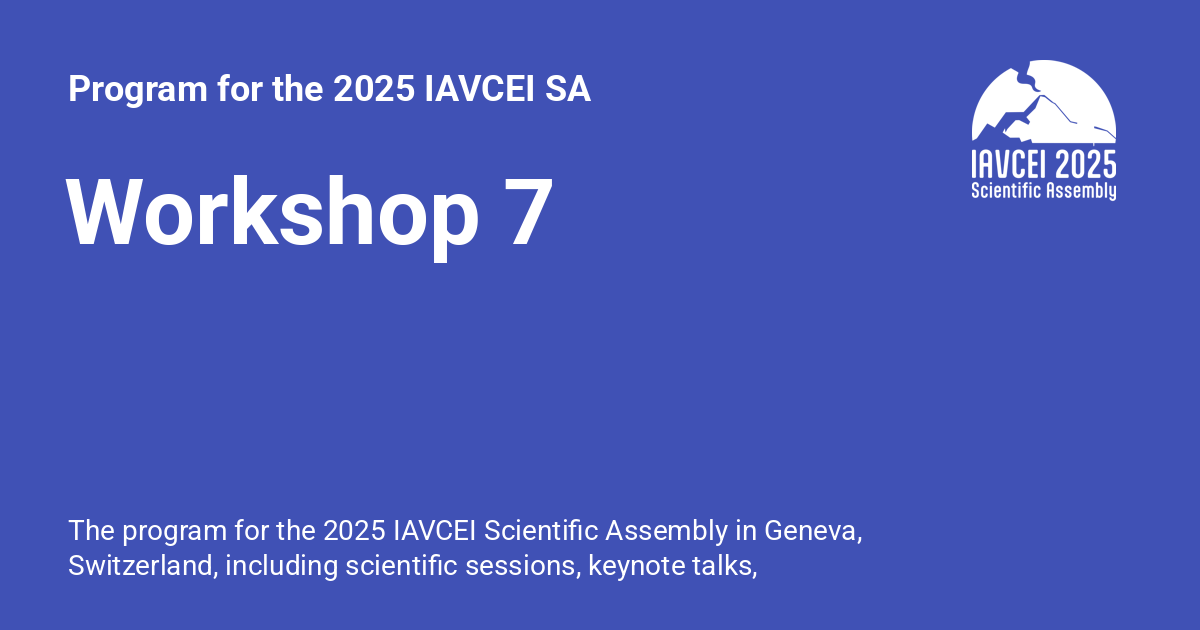 Program for the 2025 IAVCEI SA
IAVCEI 2025
Scientific Assembly
Workshop 7
The program for the 2025 IAVCEI Scientific Assembly in Geneva,
Switzerland, including scientific sessions, keynote talks,